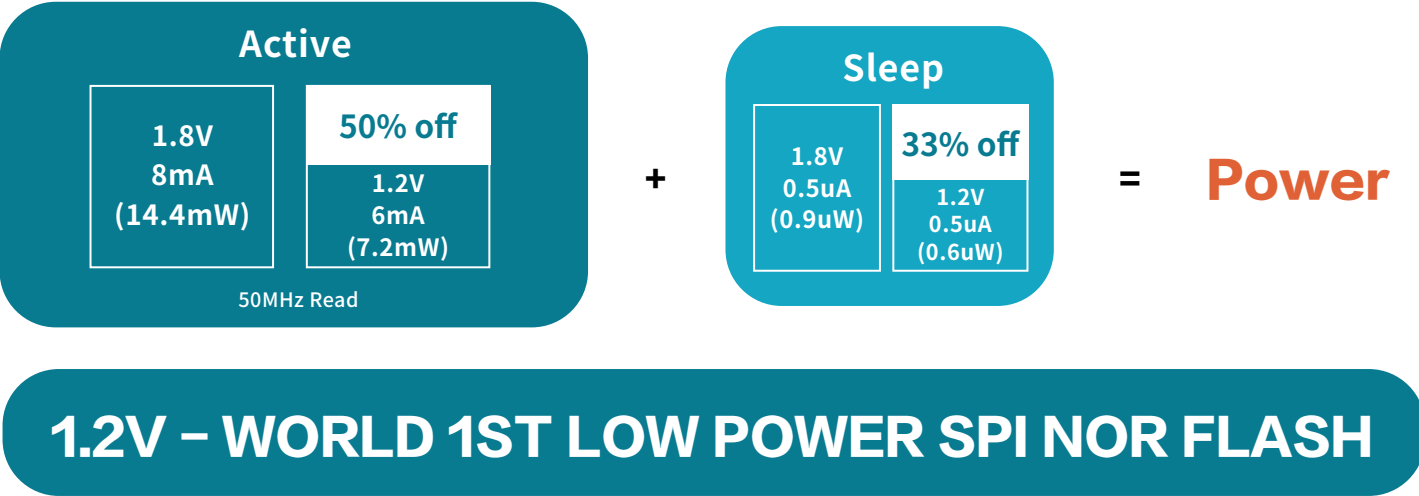 Active
1.8V
8mA
(14.4mW)
50% off
1.2V
6mA
(7.2mW)
50MHz Read
+
Sleep
1.8V
0.5uA
(0.9uW)
33% off
1.2V
0.5uA
(0.6uW)
=
Power
1.2V – WORLD 1ST LOW POWER SPI NOR FLASH